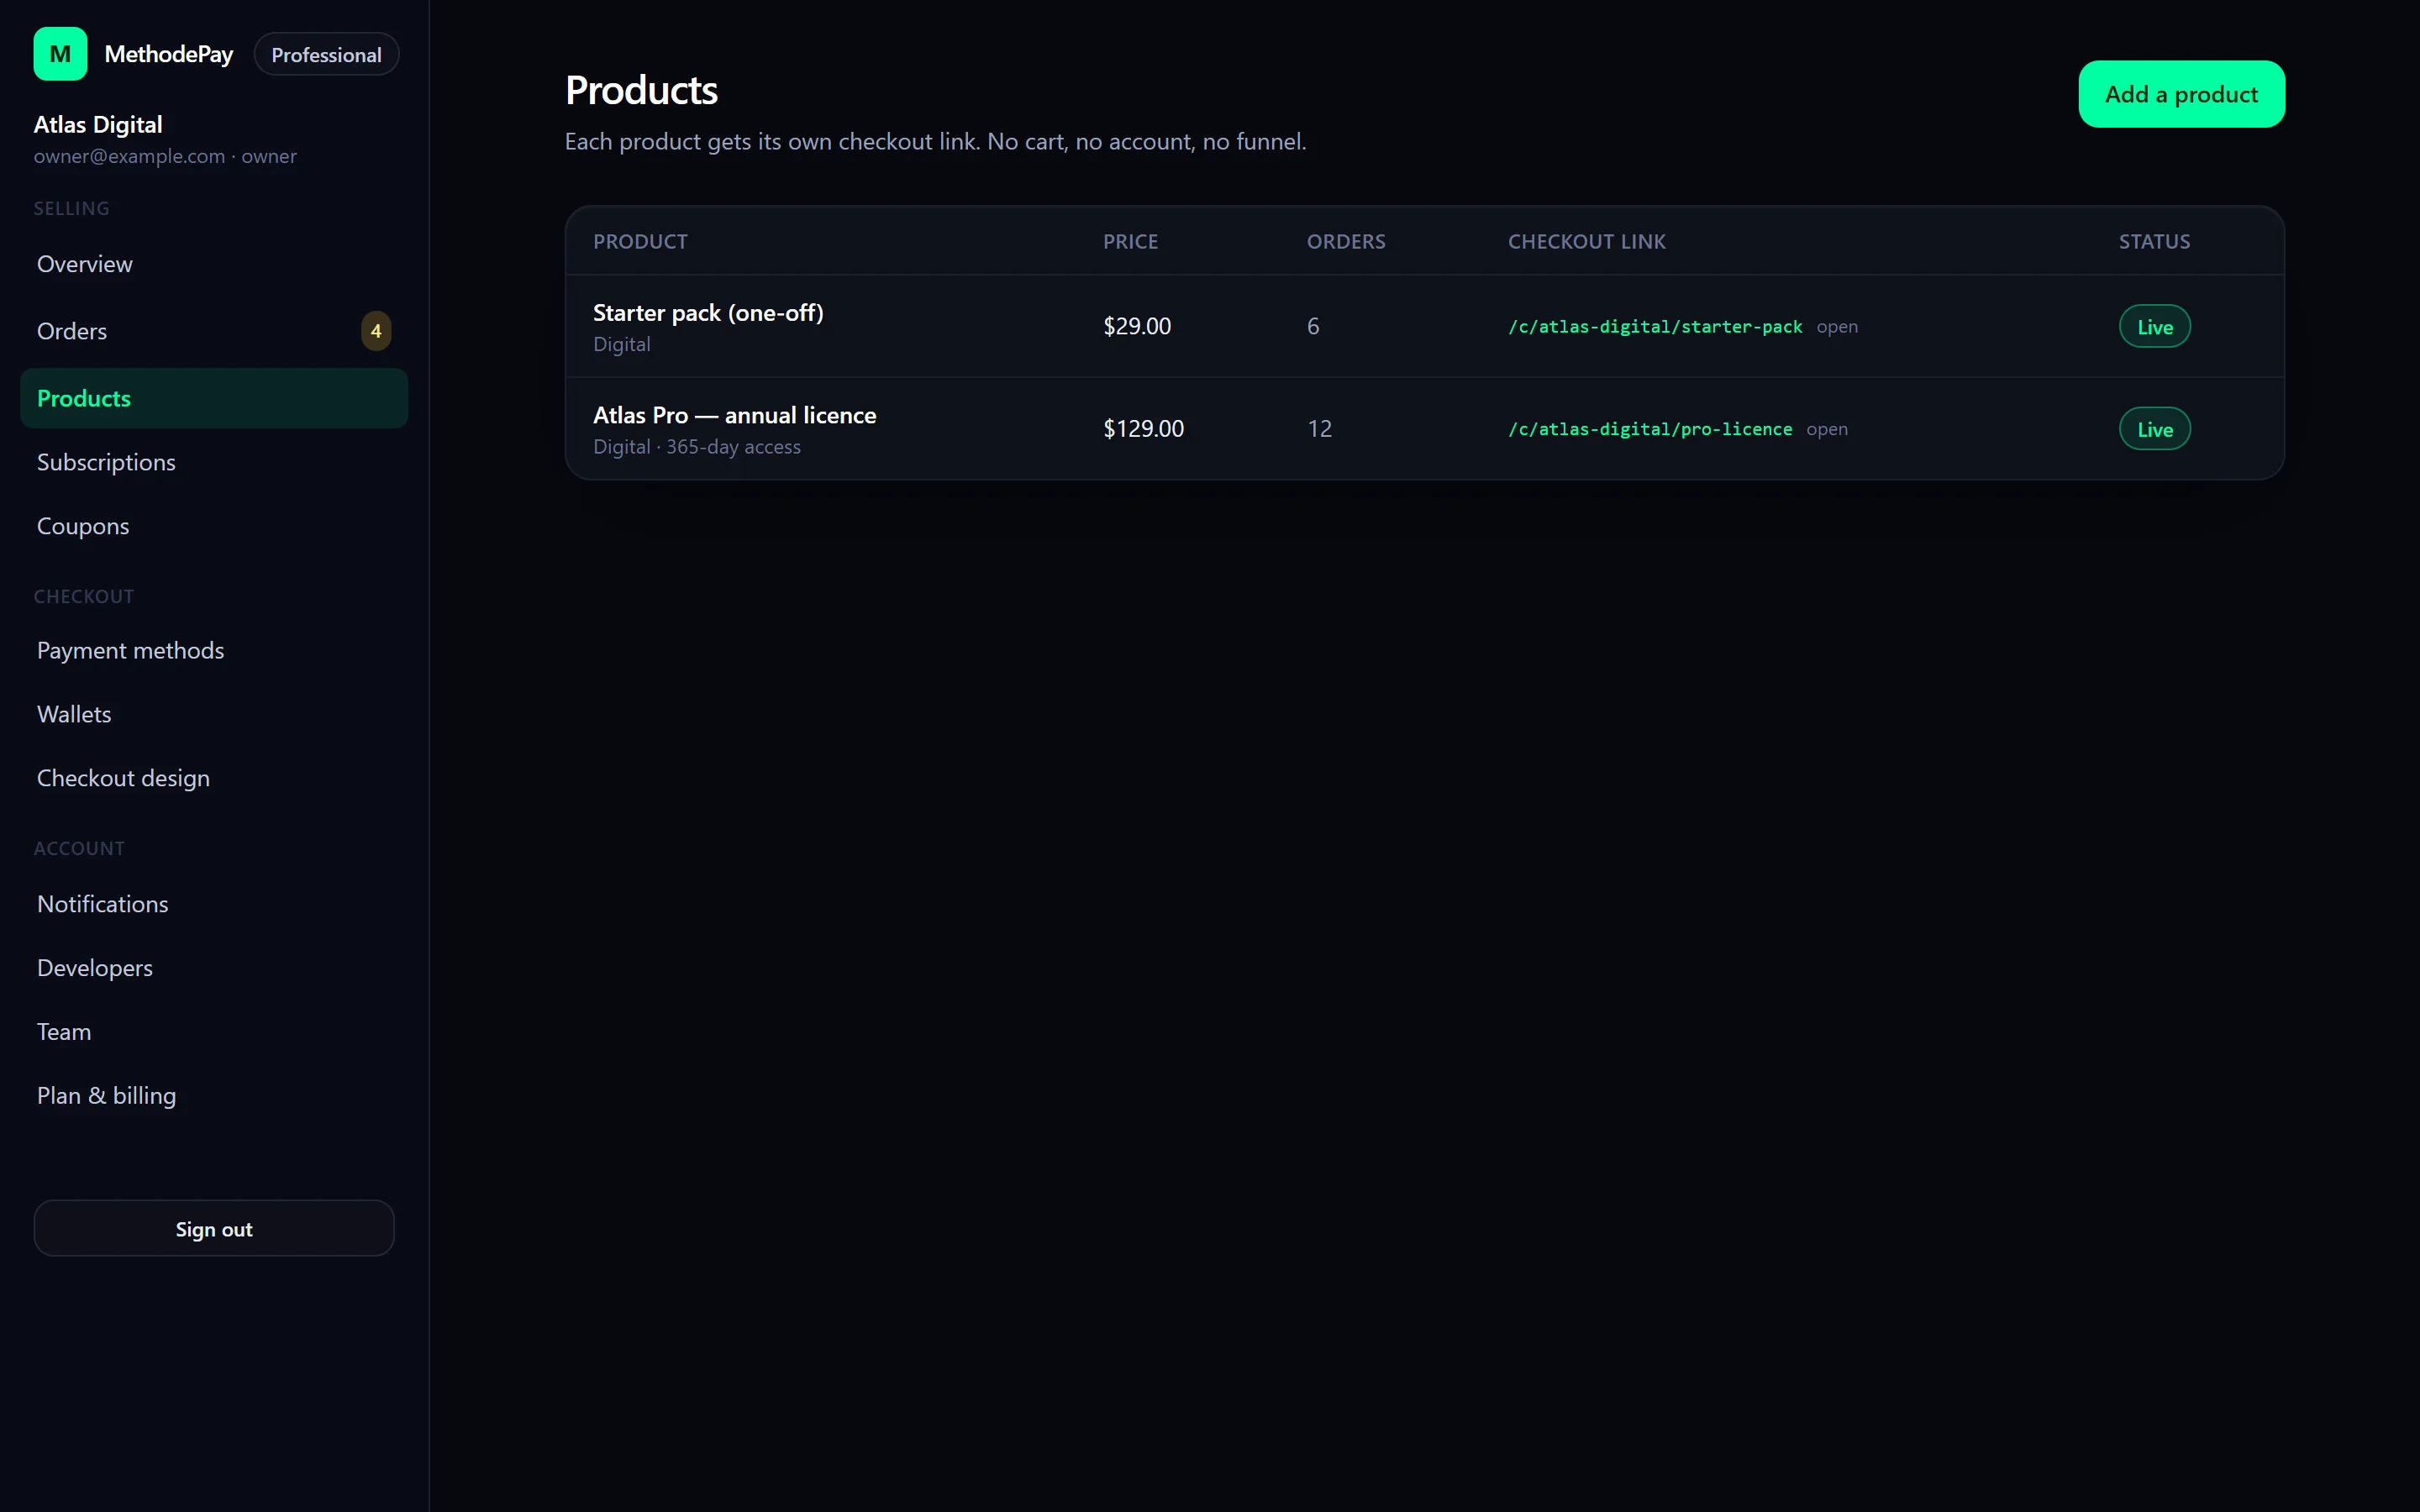 M MethodePay Professional
Atlas Digital
owner@example.com · owner
SELLING
Overview
Orders 4
Products
Subscriptions
Coupons
CHECKOUT
Payment methods
Wallets
Checkout design
ACCOUNT
Notifications
Developers
Team
Plan & billing
Sign out
Products
Add a product
Each product gets its own checkout link. No cart, no account, no funnel.
PRODUCT PRICE ORDERS CHECKOUT LINK STATUS
Starter pack (one-off)
Digital
$29.00 6 /c/atlas-digital/starter-pack open Live
Atlas Pro — annual licence
Digital · 365-day access
$129.00 12 /c/atlas-digital/pro-licence open Live